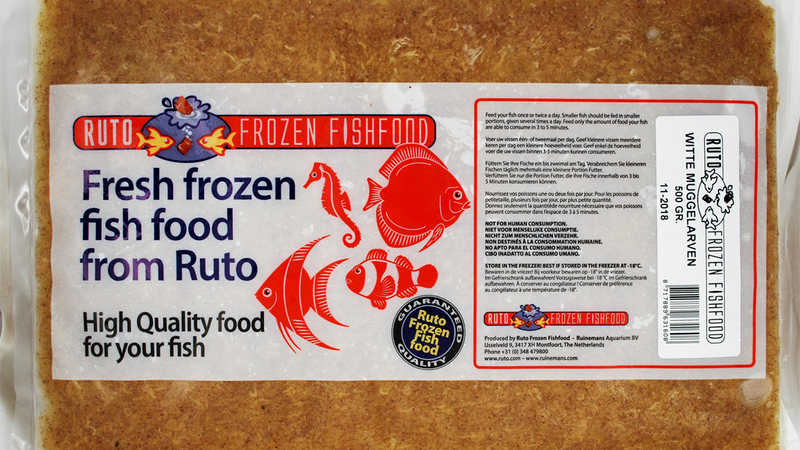 RUTO FROZEN FISHFOOD
Fresh frozen
fish food
from Ruto
High Quality food
for your fish
GUARANTEED
Ruto
Frozen
Fish
food
QUALITY
Feed your fish once or twice a day. Smaller fish should be fed in smaller
portions, given several times a day. Feed only the amount of food your fish
are able to consume in 3 to 5 minutes.
Voer uw vissen één- of tweemaal per dag. Geef kleinere vissen meerdere
keren per dag een kleinere hoeveelheid voer. Geef enkel de hoeveelheid
voer die uw vissen binnen 3-5 minuten kunnen consumeren.
Füttern Sie Ihre Fische ein bis zweimal am Tag. Verabreichen Sie kleineren
Fischen täglich mehrmals eine kleinere Portion Futter.
Verfüttern Sie nur die Portion Futter, die Ihre Fische innerhalb von 3 bis
5 Minuten konsumieren können.
Nourrissez vos poissons une ou deux fois par jour. Pour les poissons de
petitetaille, plusieurs fois par jour, par plus petite quantité.
Donnez seulement la quantité de nourriture nécessaire que vos poissons
peuvent consommer dans l'espace de 3 à 5 minuts.
NOT FOR HUMAN CONSUMPTION.
NIET VOOR MENSELIJKE CONSUMPTIE.
NICHT ZUM MENSCHLICHEN VERZEHR.
NON DESTINÉS À LA CONSOMMATION HUMAINE.
NO APTO PARA EL CONSUMO HUMANO.
CIBO INADATTO AL CONSUMO UMANO.
STORE IN THE FREEZER! BEST IF STORED IN THE FREEZER AT -18°C.
Bewaren in de vriezer! Bij voorkeur bewaren op -18° in de vriezer.
Im Gefrierschrank aufbewahren! Vorzugsweise bei -18 °C im Gefrierschrank
aufbewahren! À conserver au congélateur ! Conserver de préférence
au congélateur à une température de -18°.
RUTO FROZEN FISHFOOD
Produced by Ruto Frozen Fishfood - Ruinemans Aquarium BV
IJsselveld 9, 3417 XH Montfoort, The Netherlands
Phone +31 (0) 348 479800
www.ruto.com - www.ruinemans.com
RUTO FROZEN FISHFOOD
WITTE MUGGELARVEN
500 GR.
11-2018
8 717889 631608